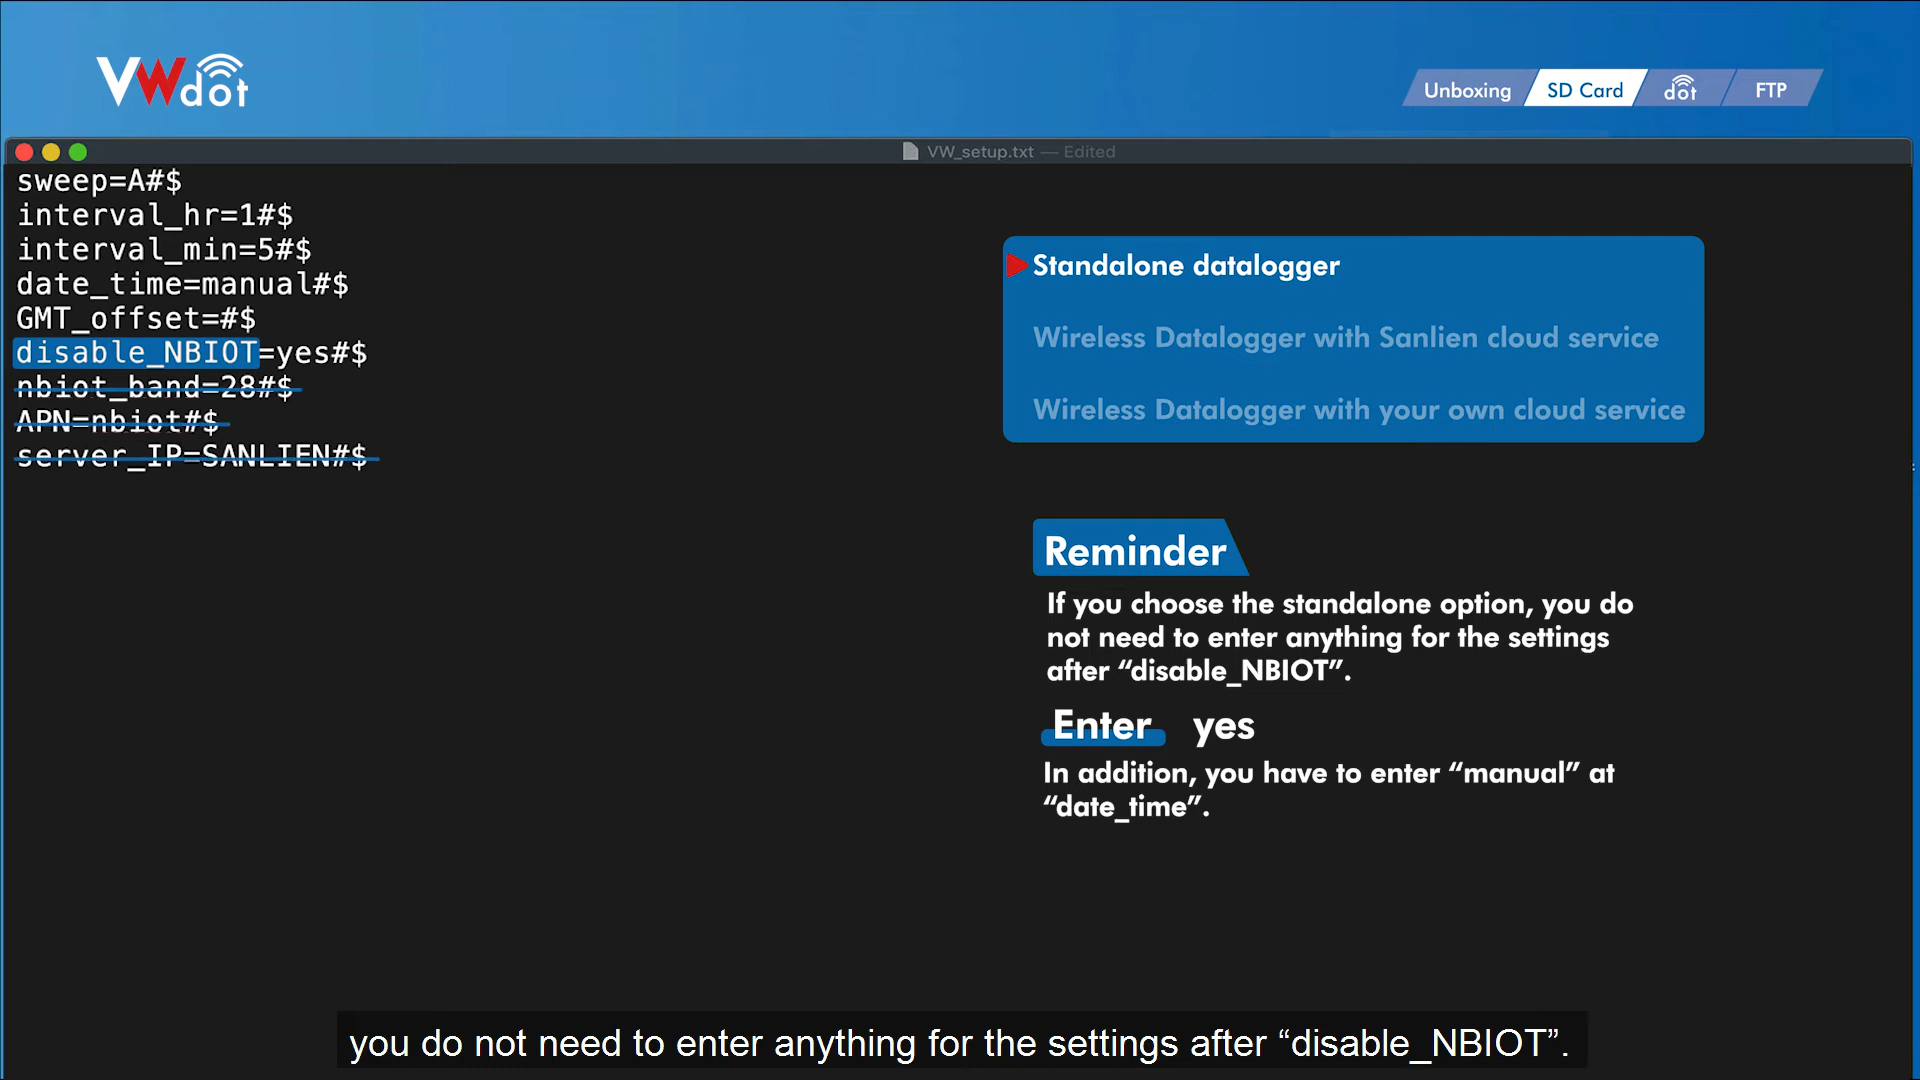 VWdot
Unboxing
SD Card
dot
FTP
VW_setup.txt — Edited
sweep=A#$
interval_hr=1#$
interval_min=5#$
date_time=manual#$
GMT_offset=#$
disable_NBIOT=yes#$
nbiot_band=28#$
APN=nbiot#$
server_IP=SANLIEN#$
Standalone datalogger
Wireless Datalogger with Sanlien cloud service
Wireless Datalogger with your own cloud service
Reminder
If you choose the standalone option, you do
not need to enter anything for the settings
after “disable_NBIOT”.
Enter yes
In addition, you have to enter “manual” at
“date_time”.
you do not need to enter anything for the settings after “disable_NBIOT”.